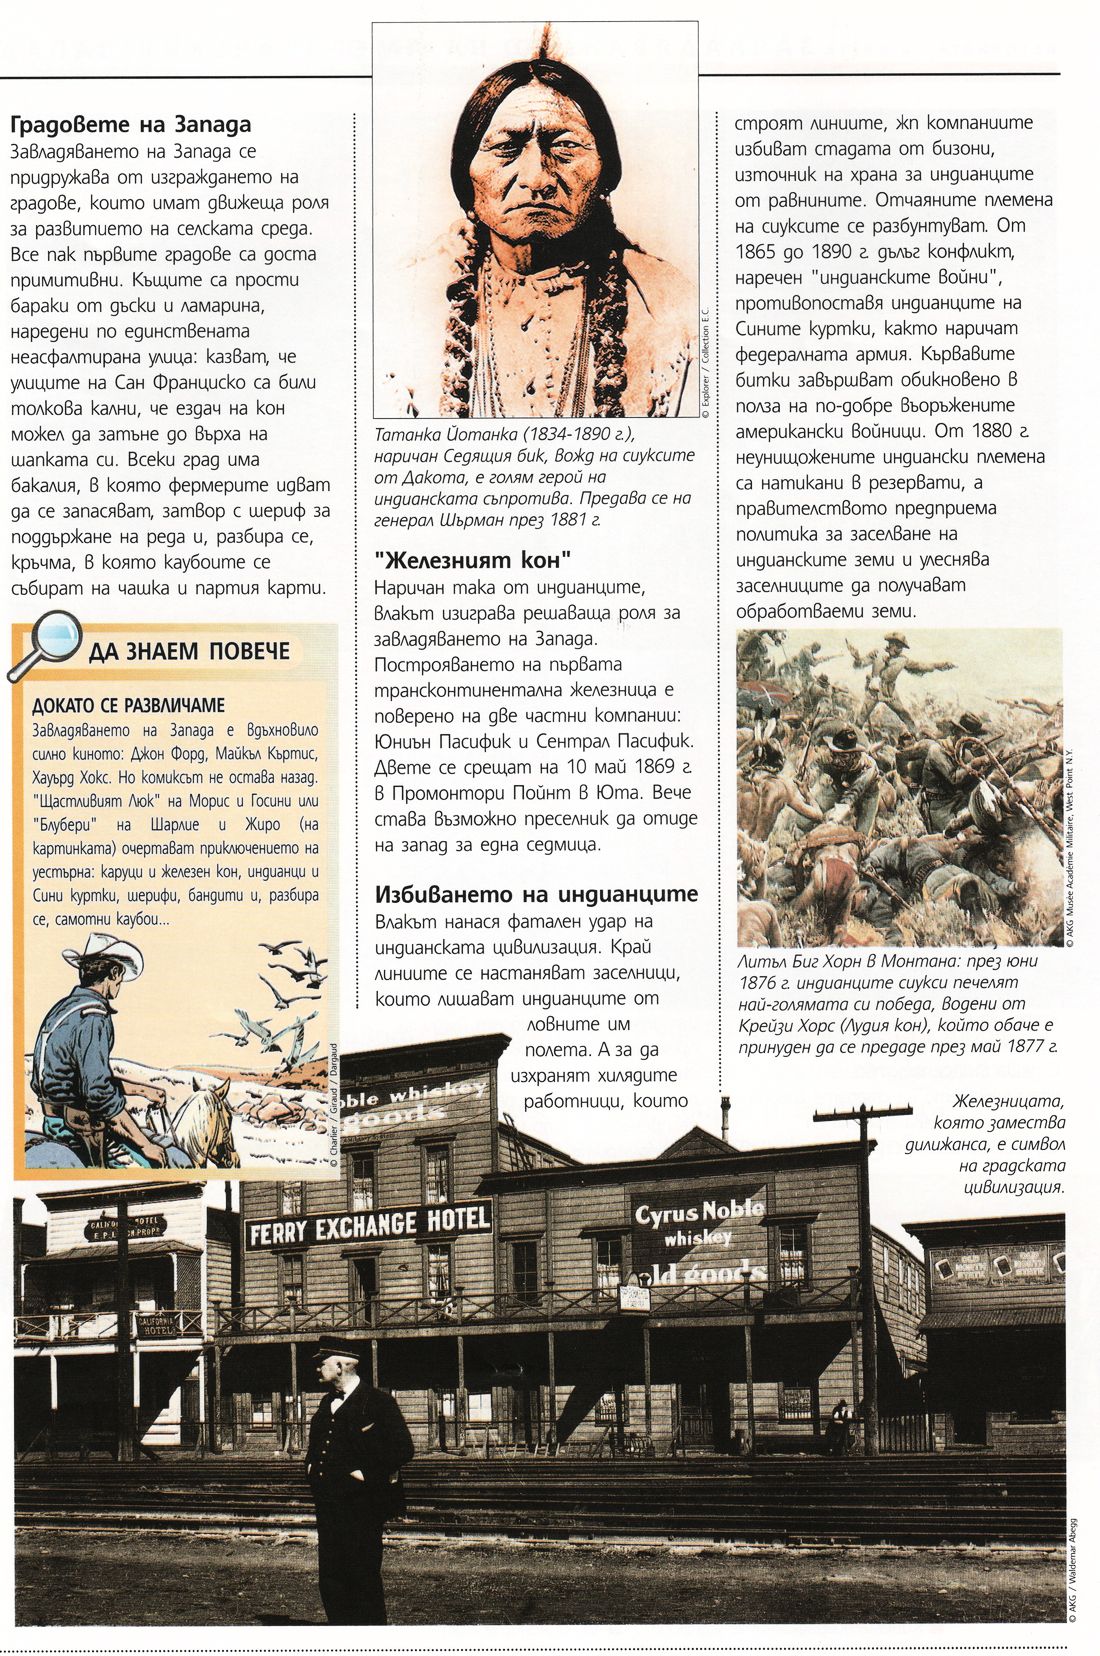 Градовете на Запада
Завладяването на Запада се
придружава от изграждането на
градове, които имат движеща роля
за развитието на селската среда.
Все пак първите градове са доста
примитивни. Къщите са прости
бараки от дъски и ламарина,
наредени по единствената
неасфалтирана улица: казват, че
улиците на Сан Франциско са били
толкова кални, че ездач на кон
можел да затъне до върха на
шапката си. Всеки град има
бакалия, в която фермерите идват
да се запасяват, затвор с шериф за
поддържане на реда и, разбира се,
кръчма, в която каубоите се
събират на чашка и партия карти.
ДА ЗНАЕМ ПОВЕЧЕ
ДОКАТО СЕ РАЗВЛИЧАМЕ
Завладяването на Запада е вдъхновило
силно киното: Джон Форд, Майкъл Къртис,
Хауърд Хокс. Но комиксът не остава назад.
"Щастливият Люк" на Морис и Госини или
"Блубери" на Шарлие и Жиро (на
картинката) очертават приключението на
уестърна: каруци и железен кон, индианци и
Сини куртки, шерифи, бандити и, разбира
се, самотни каубои...
© Charlier / Giraud / Dargaud
© Explorer / Collection E.C.
Татанка Йотанка (1834-1890 г.),
наричан Седящия бик, вожд на сиуксите
от Дакота, е голям герой на
индианската съпротива. Предава се на
генерал Шърман през 1881 г.
"Железният кон"
Наричан така от индианците,
влакът изиграва решаваща роля за
завладяването на Запада.
Построяването на първата
трансконтинентална железница е
поверено на две частни компании:
Юниън Пасифик и Сентрал Пасифик.
Двете се срещат на 10 май 1869 г.
в Промонтори Пойнт в Юта. Вече
става възможно преселник да отиде
на запад за една седмица.
Избиването на индианците
Влакът нанася фатален удар на
индианската цивилизация. Край
линиите се настаняват заселници,
които лишават индианците от
ловните им
полета. А за да
изхранят хилядите
работници, които
строят линиите, жп компаниите
избиват стадата от бизони,
източник на храна за индианците
от равнините. Отчаяните племена
на сиуксите се разбунтуват. От
1865 до 1890 г. дълъг конфликт,
наречен "индианските войни",
противопоставя индианците на
Сините куртки, както наричат
федералната армия. Кървавите
битки завършват обикновено в
полза на по-добре въоръжените
американски войници. От 1880 г.
неунищожените индиански племена
са натикани в резервати, а
правителството предприема
политика за заселване на
индианските земи и улеснява
заселниците да получават
обработваеми земи.
© AKG Musée Académie Militaire, West Point N.Y.
Литъл Биг Хорн в Монтана: през юни
1876 г. индианците сиукси печелят
най-голямата си победа, водени от
Крейзи Хорс (Лудия кон), който обаче е
принуден да се предаде през май 1877 г.
Железницата,
която замества
дилижанса, е символ
на градската
цивилизация.
oble whiskey
goods
FERRY EXCHANGE HOTEL
Cyrus Noble
whiskey
old goods
CALIFORNIA
HOTEL
© AKG / Waldemar Abegg